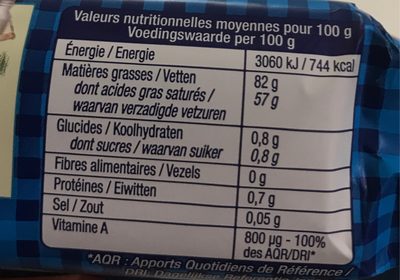 Valeurs nutritionnelles moyennes pour 100 g
Voedingswaarde per 100 g
Énergie / Energie 3060 kJ / 744 kcal
Matières grasses / Vetten 82 g
dont acides gras saturés / 57 g
waarvan verzadigde vetzuren
Glucides / Koolhydraten 0,8 g
dont sucres / waarvan suiker 0,8 g
Fibres alimentaires / Vezels 0 g
Protéines / Eiwitten 0,7 g
Sel / Zout 0,05 g
Vitamine A 800 µg - 100%
des AQR/DRI*
*AQR : Apports Quotidiens de Référence /
DRI: Dagelijkse